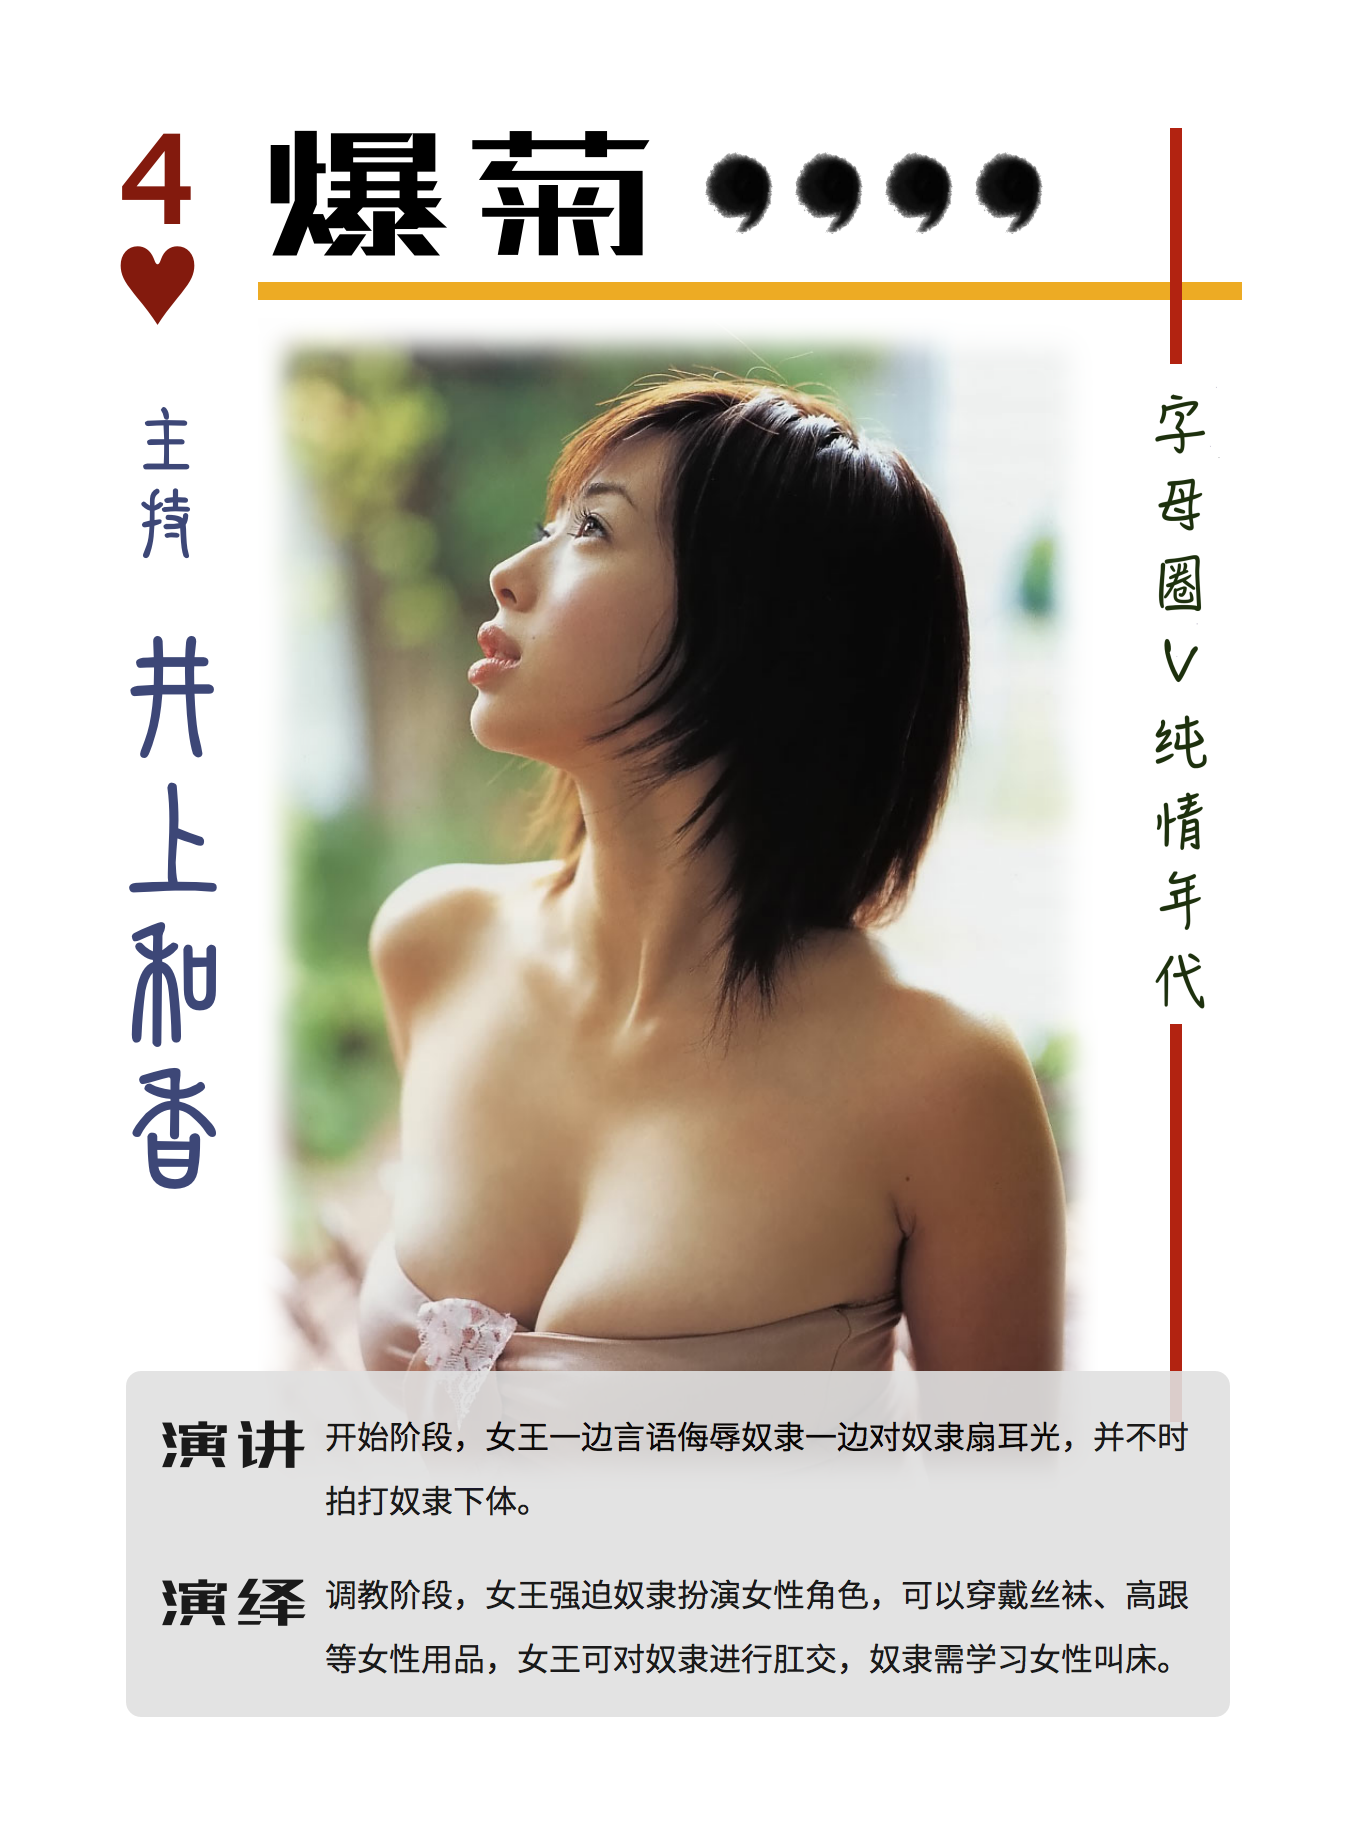 4
爆菊
主持 井上和香
字母圈V纯情年代
演讲 开始阶段，女王一边言语侮辱奴隶一边对奴隶扇耳光，并不时
拍打奴隶下体。
演绎 调教阶段，女王强迫奴隶扮演女性角色，可以穿戴丝袜、高跟
等女性用品，女王可对奴隶进行肛交，奴隶需学习女性叫床。